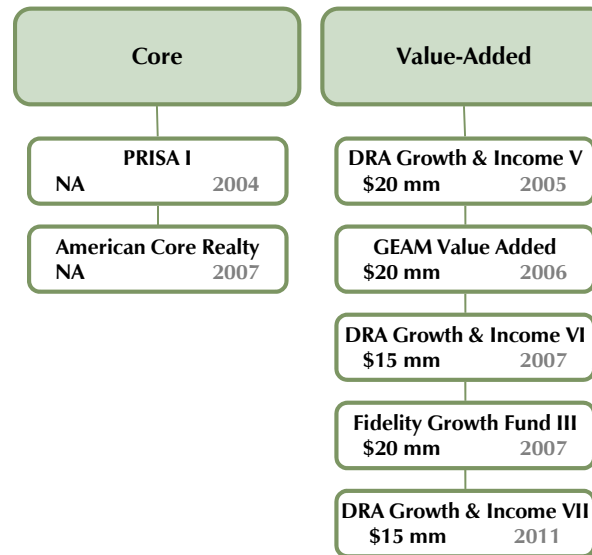 Core
PRISA I
NA 2004
American Core Realty
NA 2007
Value-Added
DRA Growth & Income V
$20 mm 2005
GEAM Value Added
$20 mm 2006
DRA Growth & Income VI
$15 mm 2007
Fidelity Growth Fund III
$20 mm 2007
DRA Growth & Income VII
$15 mm 2011